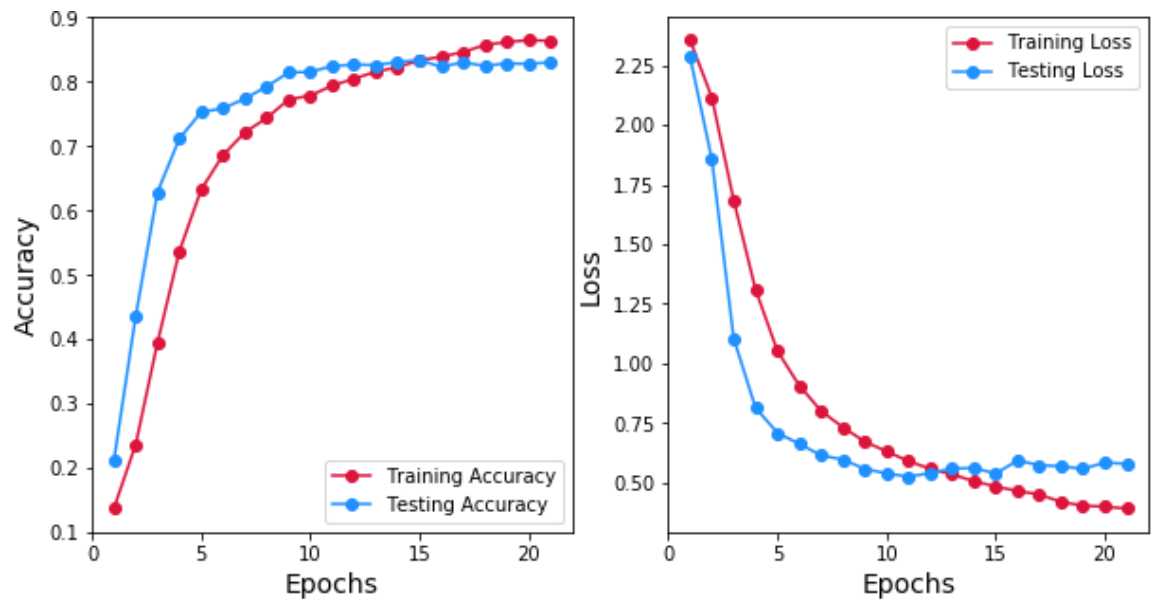 0.9
0.8
0.7
0.6
0.5
0.4
0.3
0.2
0.1
Accuracy
Training Accuracy
Testing Accuracy
0 5 10 15 20
Epochs
2.25
2.00
1.75
1.50
1.25
1.00
0.75
0.50
Loss
Training Loss
Testing Loss
0 5 10 15 20
Epochs